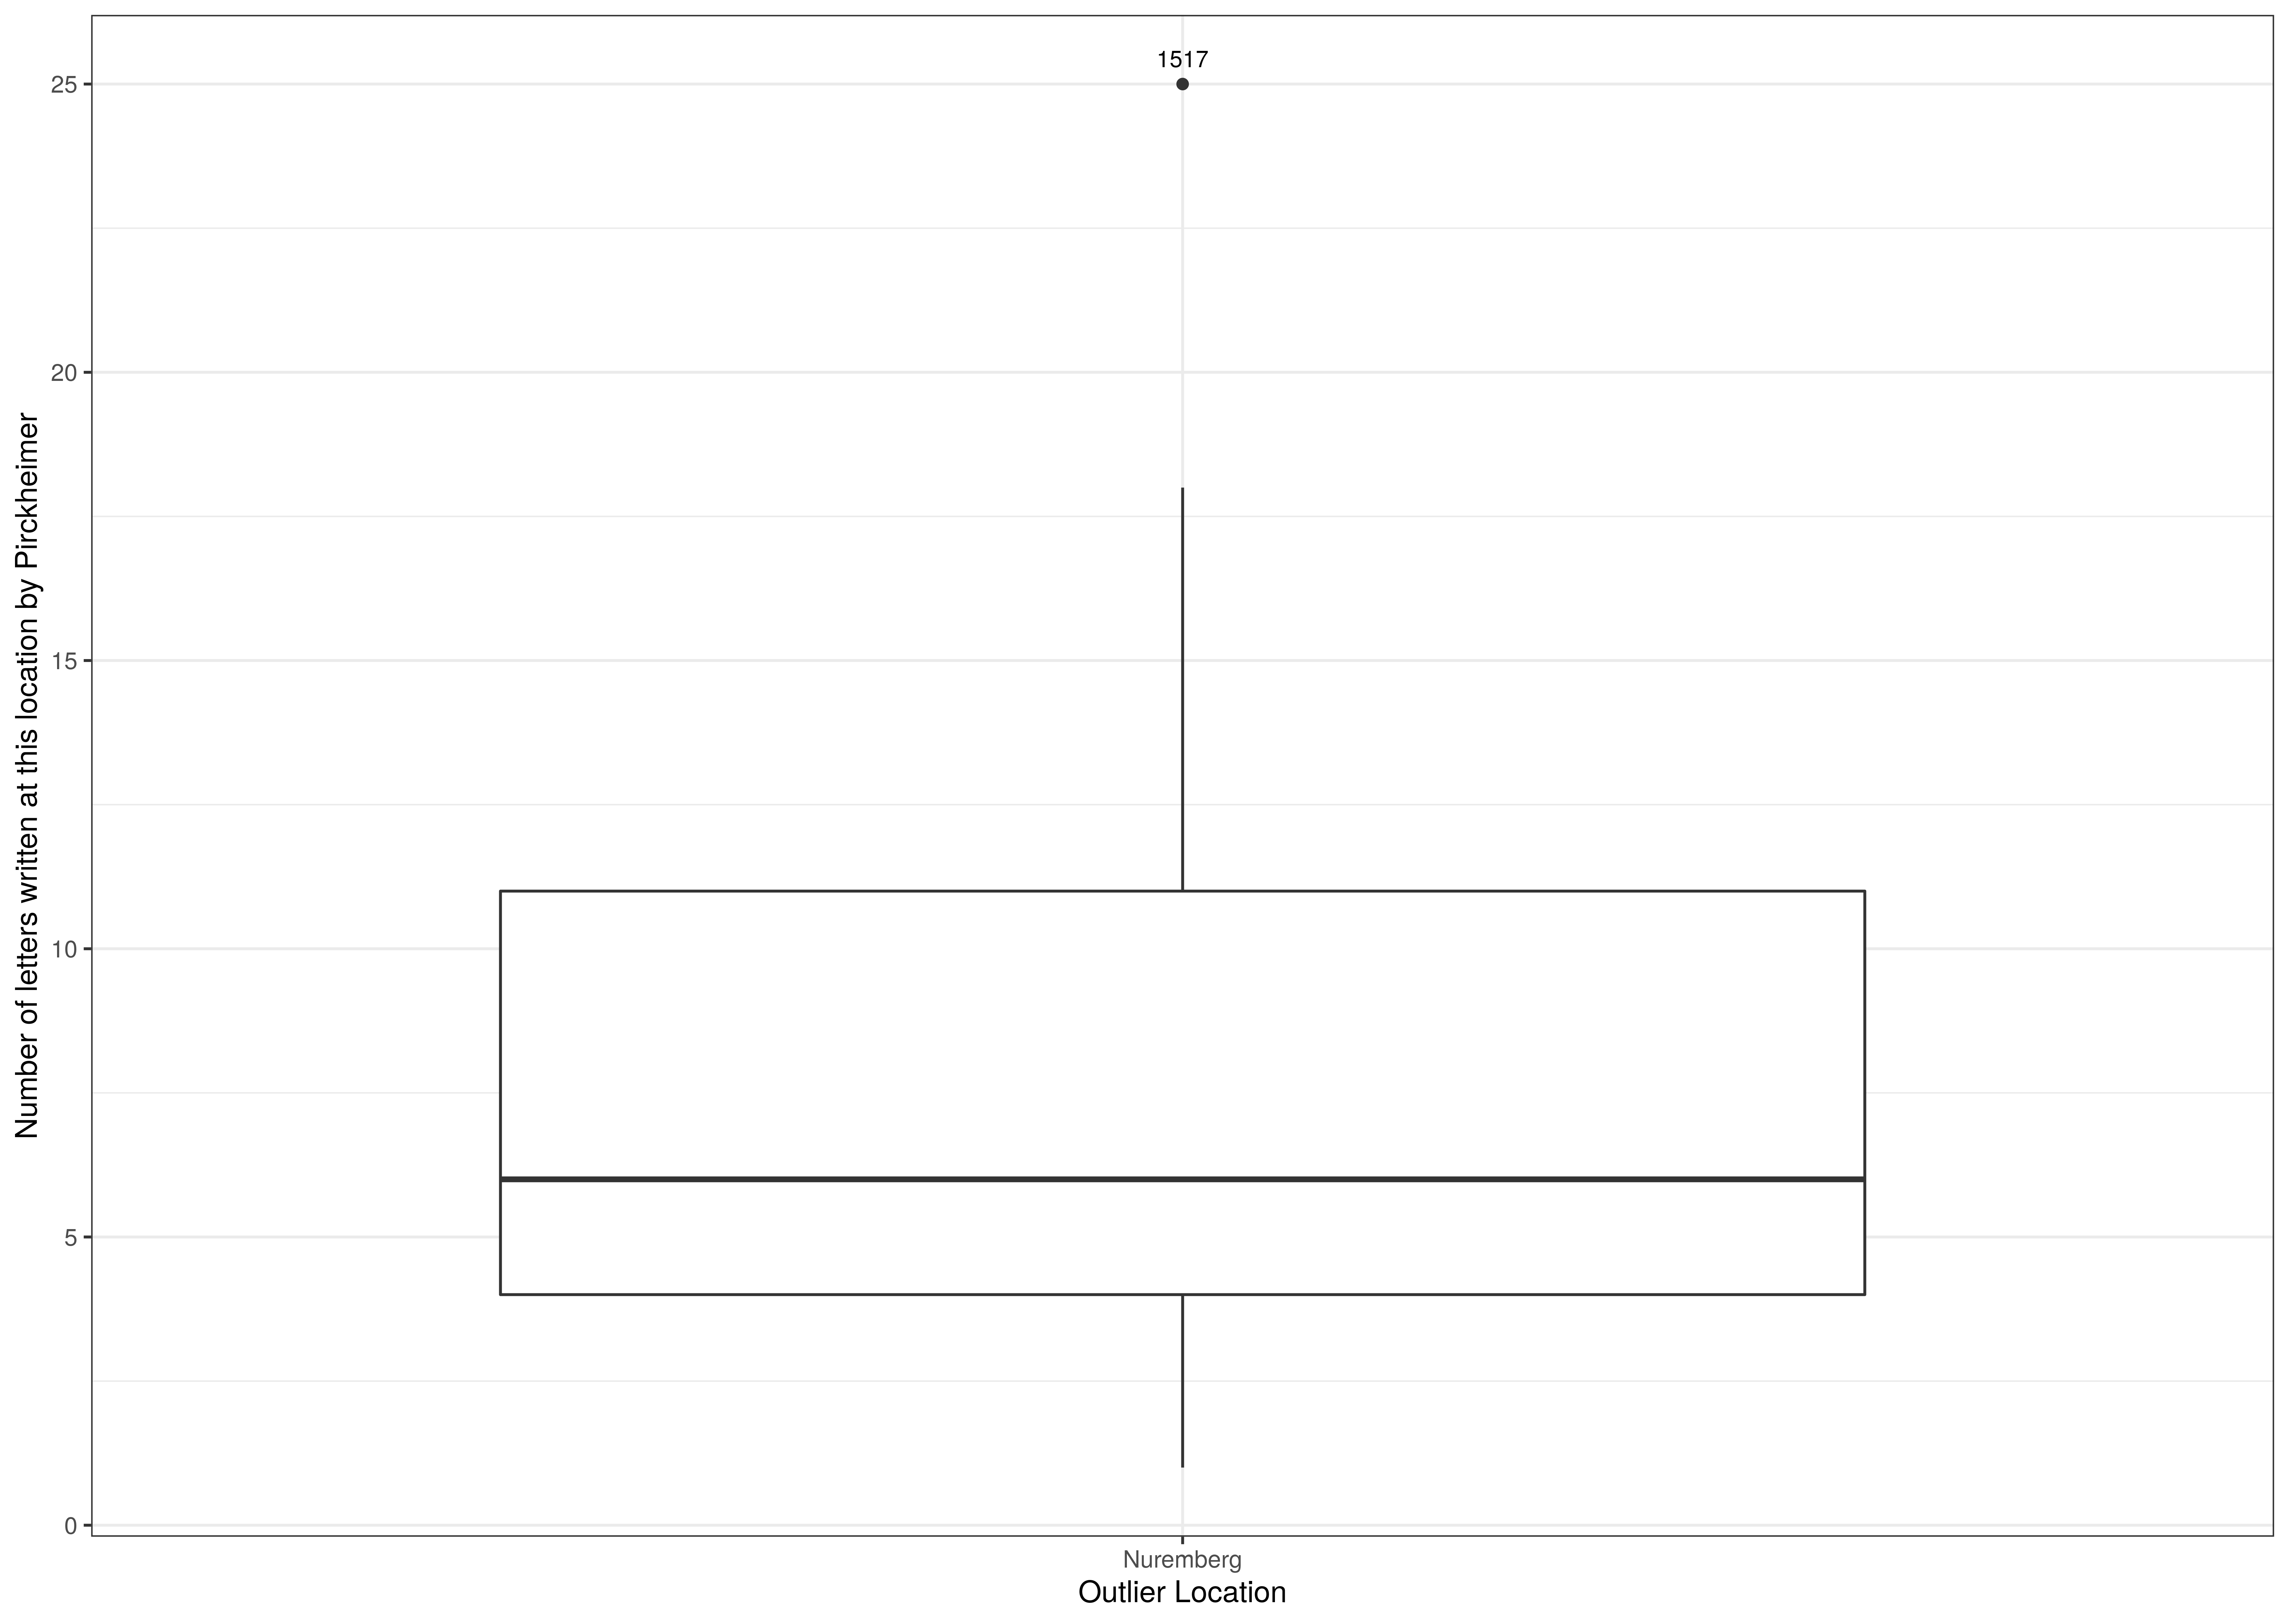 1517
25
20
15
10
5
0
Number of letters written at this location by Pirckheimer
Nuremberg
Outlier Location